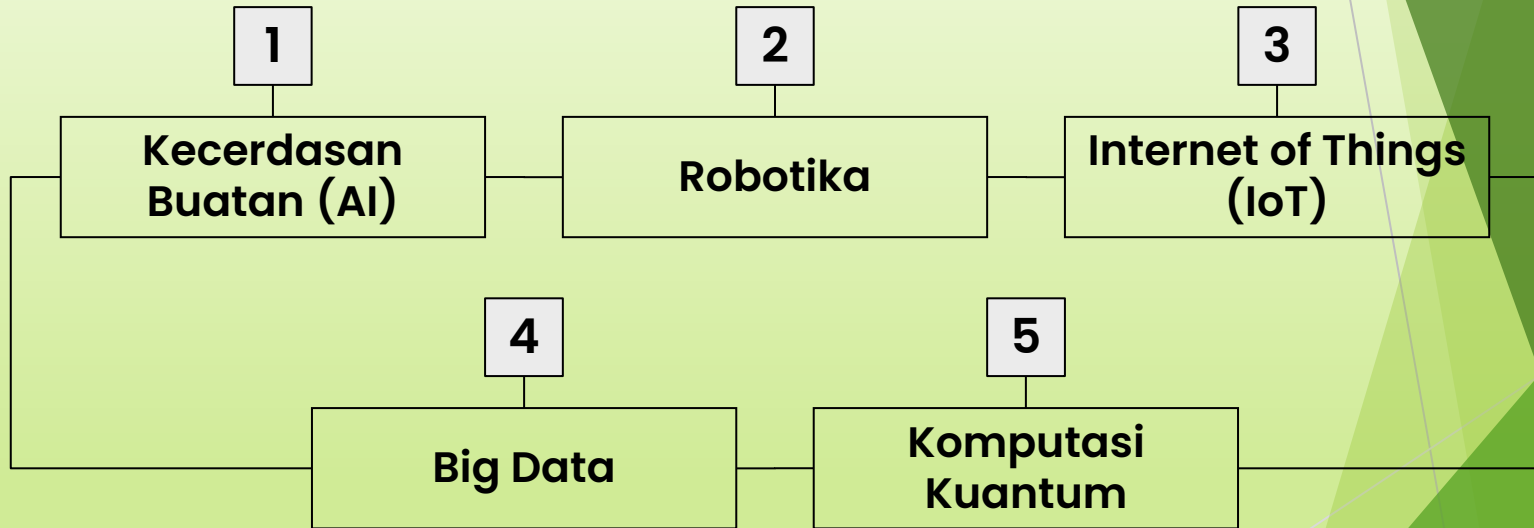 1
Kecerdasan
Buatan (AI)
2
Robotika
3
Internet of Things
(IoT)
4
Big Data
5
Komputasi
Kuantum